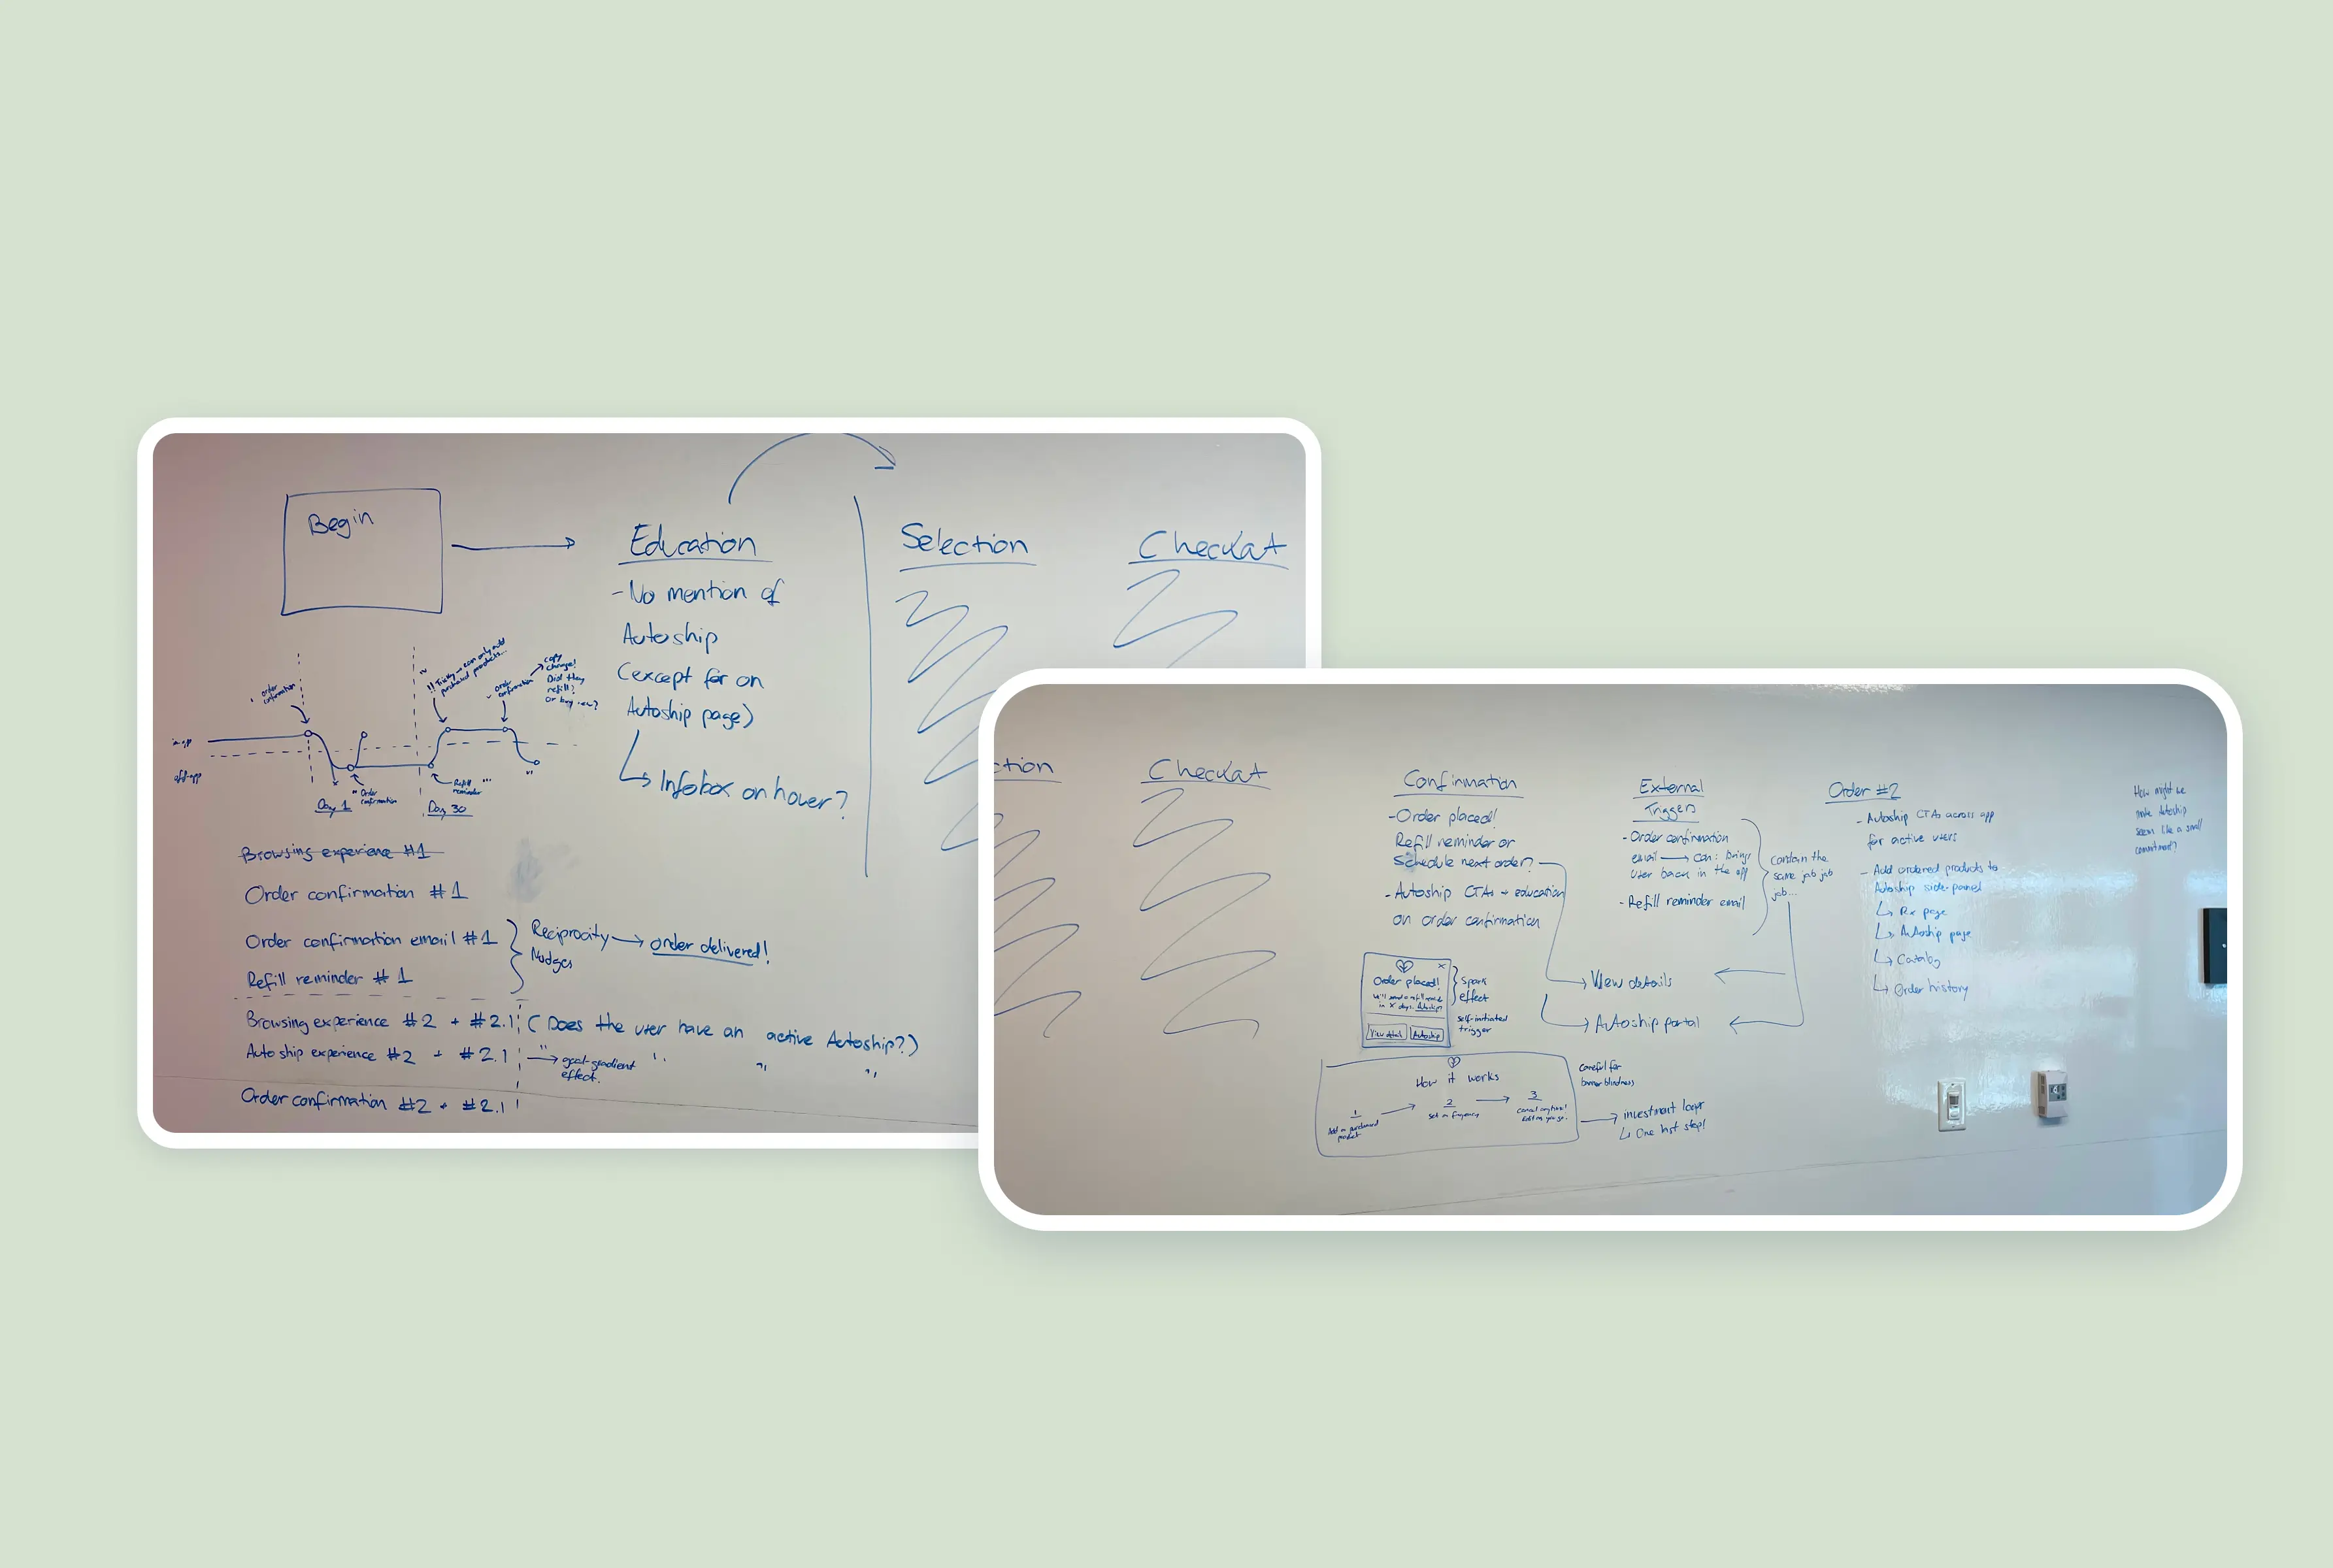 Begin
Education
- No mention of
Autoship
(except for on
Autoship page)
Infobox on hover?
Selection
Checkout
order
confirmation
!! Tricky → can only add
purchased products...
order
confirmation
copy
change!
Did they
refill?
or buy new?
in-app
off-app
Order
confirmation
Refill
reminder
Day 1
Day 30
Browsing experience #1
Order confirmation #1
Order confirmation email #1
Refill reminder #1
Reciprocity → order delivered!
Nudges
Browsing experience #2 + #2.1 (Does the user have an active Autoship?)
Autoship experience #2 + #2.1 → goal-gradient
effect.
Order confirmation #2 + #2.1
ction
Checkout
Confirmation
- Order placed!
Refill reminder or
Schedule next order?
- Autoship CTAs + education
on order confirmation
External
Triggers
- Order confirmation
email → can: brings
user back in the app
- Refill reminder email
contain the
same job job
job...
View details
Autoship portal
Order #2
- Autoship CTAs across app
for active users
- Add ordered products to
Autoship side-panel
Rx page
Autoship page
Catalog
Order history
How might we
make Autoship
seem like a small
commitment?
Order placed!
in X days. Autoship?
View details
Autoship
Spark
effect
self-initiated
trigger
How it works
1
Add a purchased
product
2
Set a frequency
3
Cancel anytime!
Careful for
banner blindness
investment loops
One last step!